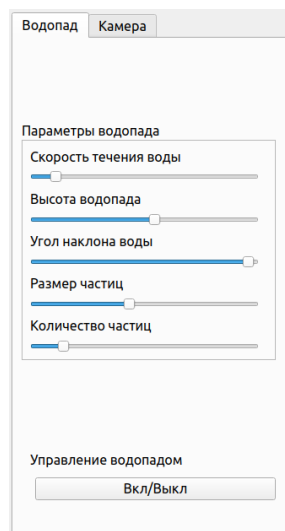 Водопад Камера
Параметры водопада
Скорость течения воды
Высота водопада
Угол наклона воды
Размер частиц
Количество частиц
Управление водопадом
Вкл/Выкл